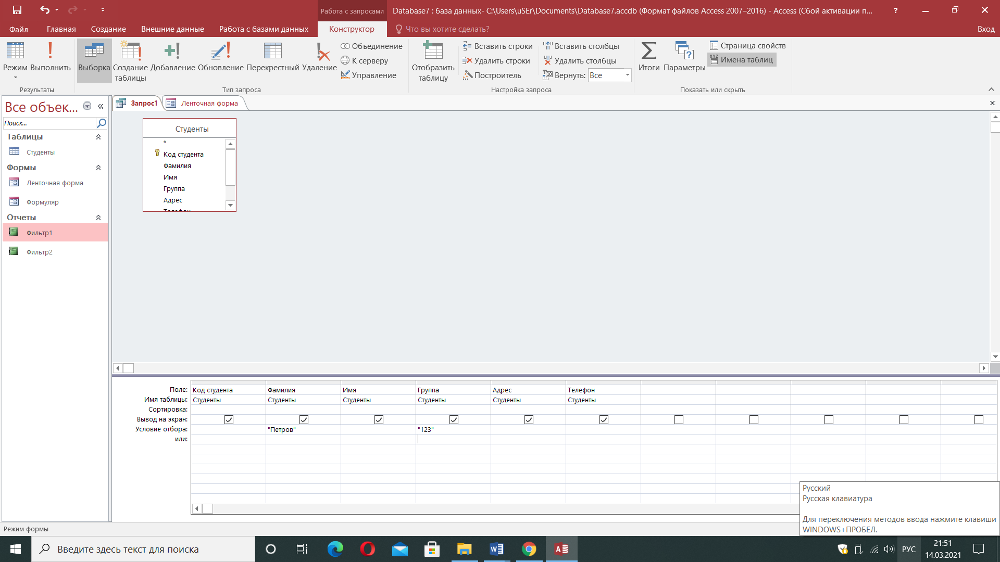 Работа с запросами
Database7 : база данных- C:\Users\uSEr\Documents\Database7.accdb (Формат файлов Access 2007–2016) - Access (Сбой активации п...
?
Файл
Главная
Создание
Внешние данные
Работа с базами данных
Конструктор
Что вы хотите сделать?
Вход
Режим
Выполнить
Результаты
Выборка
Создание таблицы
Добавление
Обновление
Перекрестный
Удаление
Объединение
К серверу
Управление
Тип запроса
Отобразить таблицу
Вставить строки
Удалить строки
Построитель
Вставить столбцы
Удалить столбцы
Вернуть: Все
Настройка запроса
Итоги
Параметры
Страница свойств
Имена таблиц
Показать или скрыть
Все объек...
Поиск...
Таблицы
Студенты
Формы
Ленточная форма
Формуляр
Отчеты
Фильтр1
Фильтр2
Запрос1
Ленточная форма
Студенты
*
Код студента
Фамилия
Имя
Группа
Адрес
Телефон
Поле: Код студента Фамилия Имя Группа Адрес Телефон
Имя таблицы: Студенты Студенты Студенты Студенты Студенты Студенты
Сортировка:
Вывод на экран:
Условие отбора: "Петров" "123"
или:
Русский
Русская клавиатура
Для переключения методов ввода нажмите клавиши
WINDOWS+ПРОБЕЛ.
Режим формы
Введите здесь текст для поиска
РУС
21:51
14.03.2021